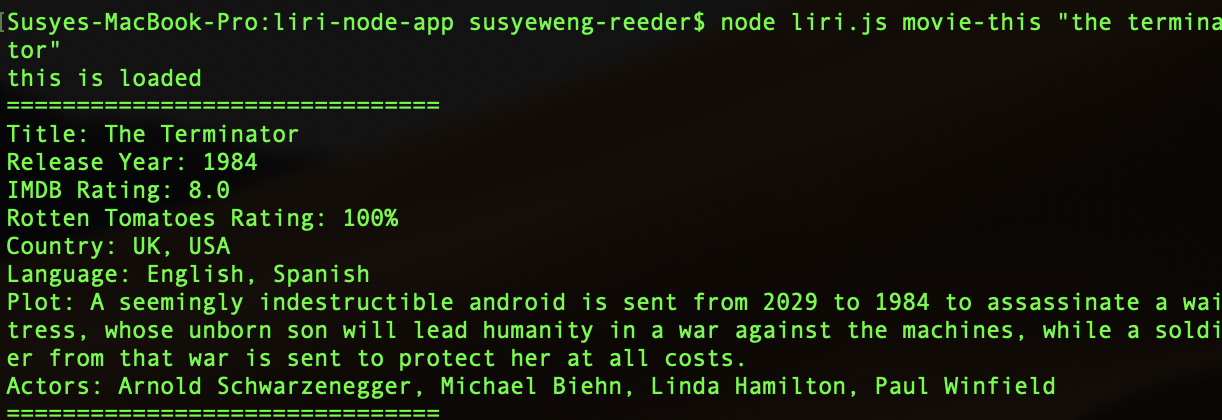 [Susyes-MacBook-Pro:liri-node-app susyeweng-reeder$ node liri.js movie-this "the termina
tor"
this is loaded
===============================
Title: The Terminator
Release Year: 1984
IMDB Rating: 8.0
Rotten Tomatoes Rating: 100%
Country: UK, USA
Language: English, Spanish
Plot: A seemingly indestructible android is sent from 2029 to 1984 to assassinate a wai
tress, whose unborn son will lead humanity in a war against the machines, while a soldi
er from that war is sent to protect her at all costs.
Actors: Arnold Schwarzenegger, Michael Biehn, Linda Hamilton, Paul Winfield
===============================